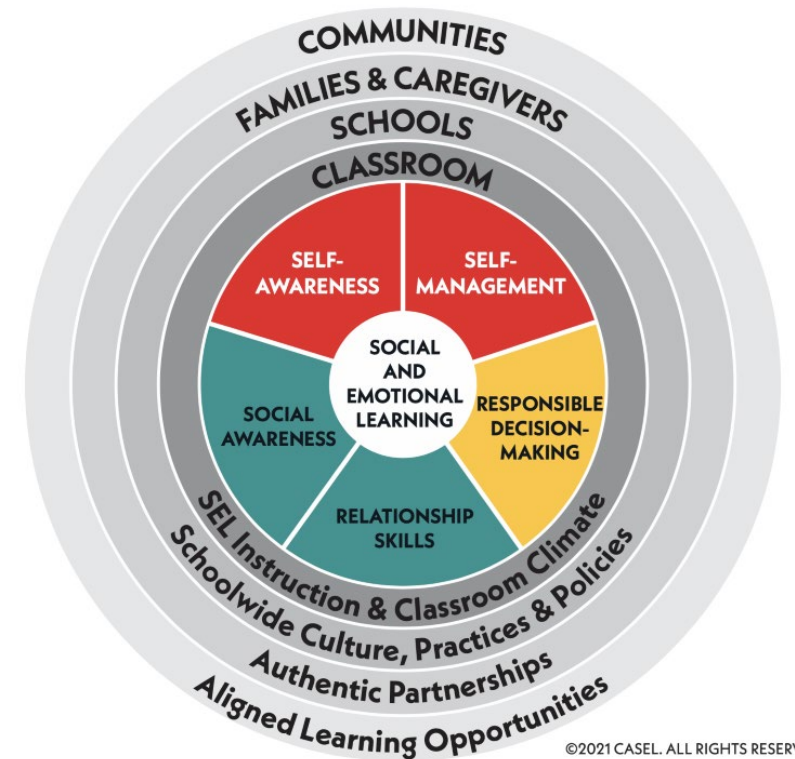 COMMUNITIES
FAMILIES & CAREGIVERS
SCHOOLS
CLASSROOM
SELF-
AWARENESS
SELF-
MANAGEMENT
SOCIAL
AND
EMOTIONAL
LEARNING
SOCIAL
AWARENESS
RESPONSIBLE
DECISION-
MAKING
RELATIONSHIP
SKILLS
SEL Instruction & Classroom Climate
Schoolwide Culture, Practices & Policies
Authentic Partnerships
Aligned Learning Opportunities
©2021 CASEL. ALL RIGHTS RESERV